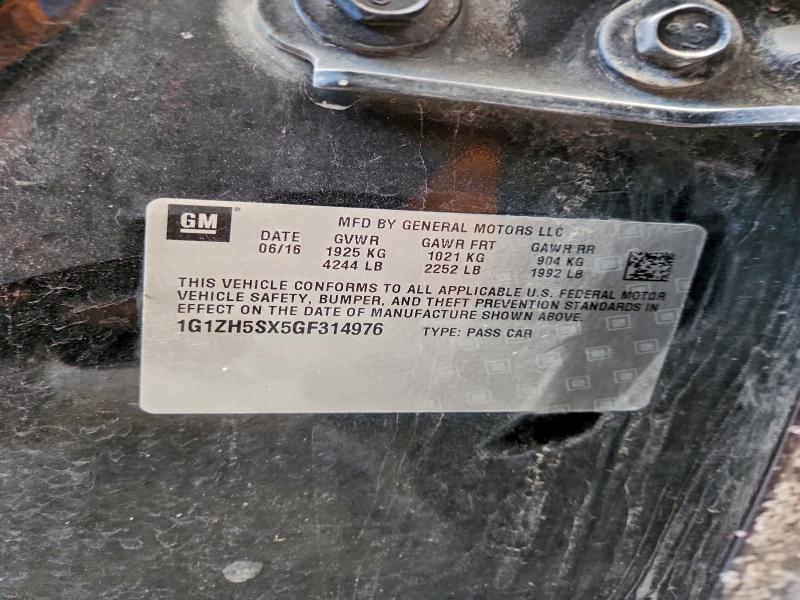 GM
MFD BY GENERAL MOTORS LLC
DATE GVWR GAWR FRT GAWR RR
06/16 1925 KG 1021 KG 904 KG
4244 LB 2252 LB 1992 LB
THIS VEHICLE CONFORMS TO ALL APPLICABLE U.S. FEDERAL MOTOR
VEHICLE SAFETY, BUMPER, AND THEFT PREVENTION STANDARDS IN
EFFECT ON THE DATE OF MANUFACTURE SHOWN ABOVE.
1G1ZH5SX5GF314976 TYPE: PASS CAR